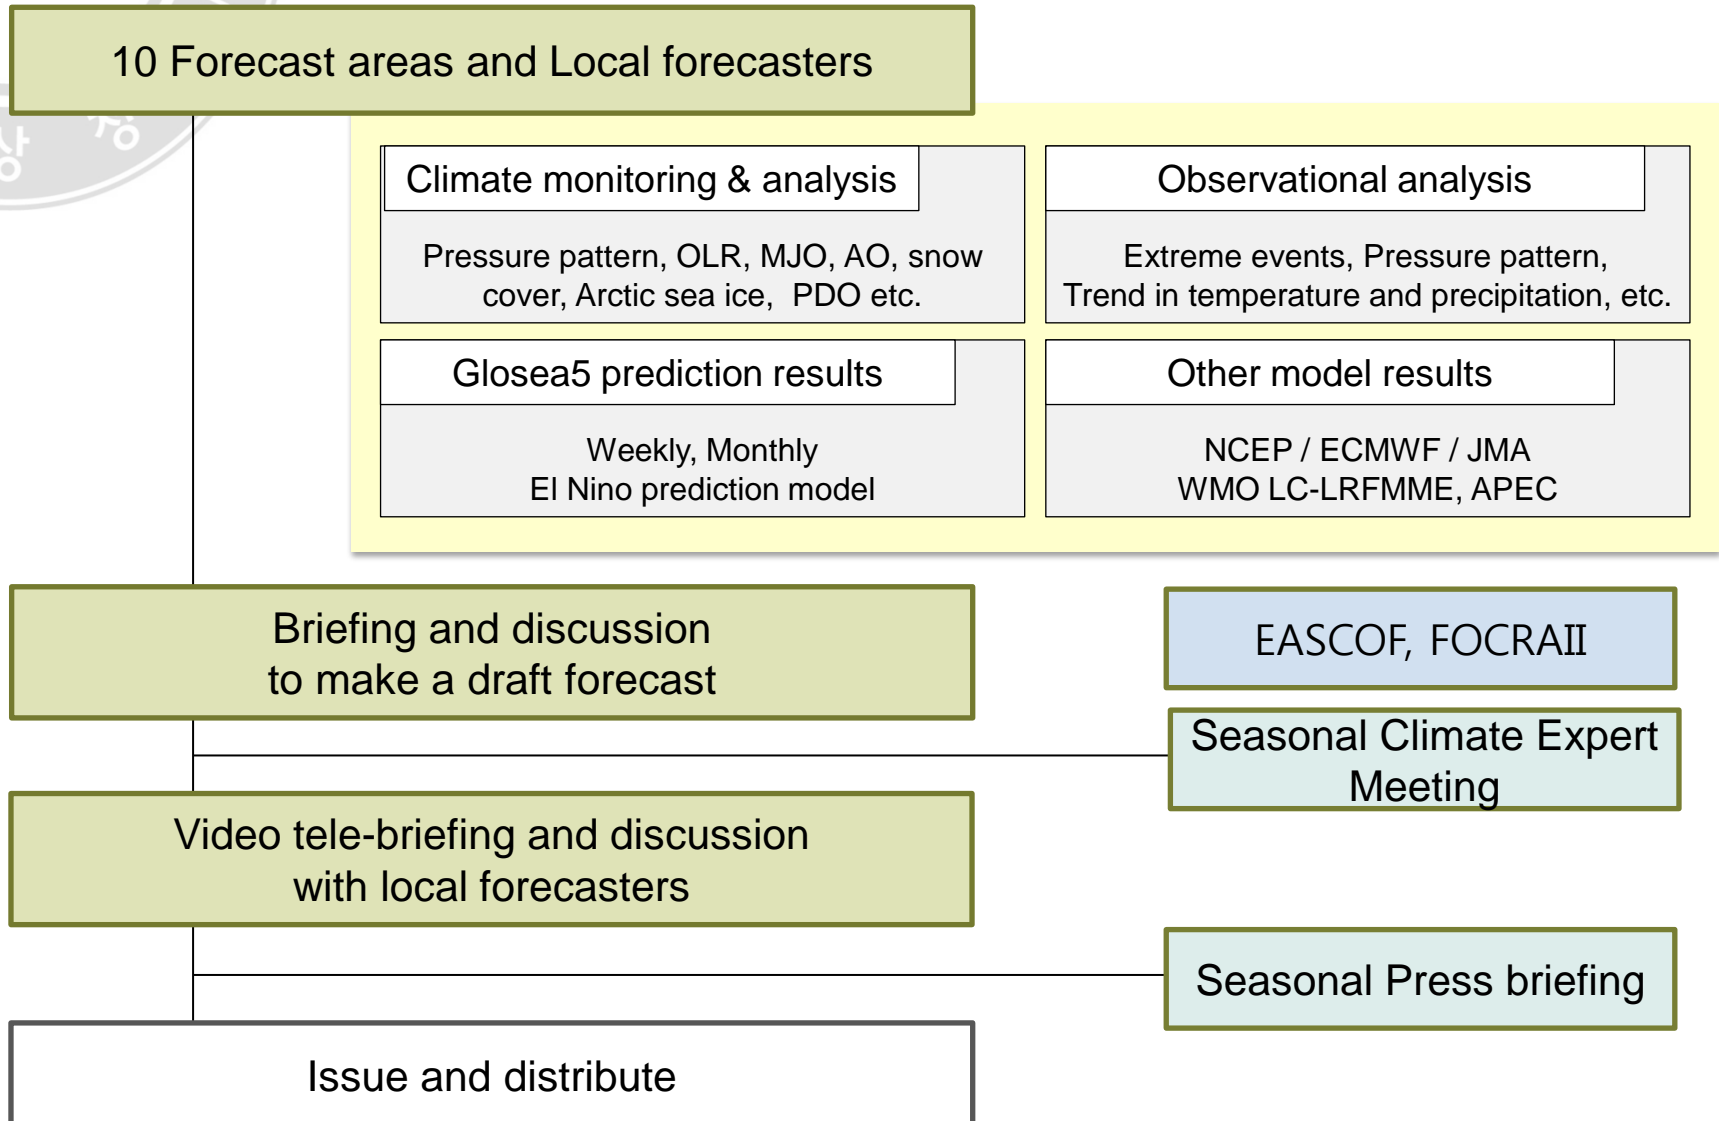 10 Forecast areas and Local forecasters
상 청
Climate monitoring & analysis
Pressure pattern, OLR, MJO, AO, snow
cover, Arctic sea ice, PDO etc.
Observational analysis
Extreme events, Pressure pattern,
Trend in temperature and precipitation, etc.
Glosea5 prediction results
Weekly, Monthly
El Nino prediction model
Other model results
NCEP / ECMWF / JMA
WMO LC-LRFMME, APEC
Briefing and discussion
to make a draft forecast
EASCOF, FOCRAII
Seasonal Climate Expert
Meeting
Video tele-briefing and discussion
with local forecasters
Seasonal Press briefing
Issue and distribute